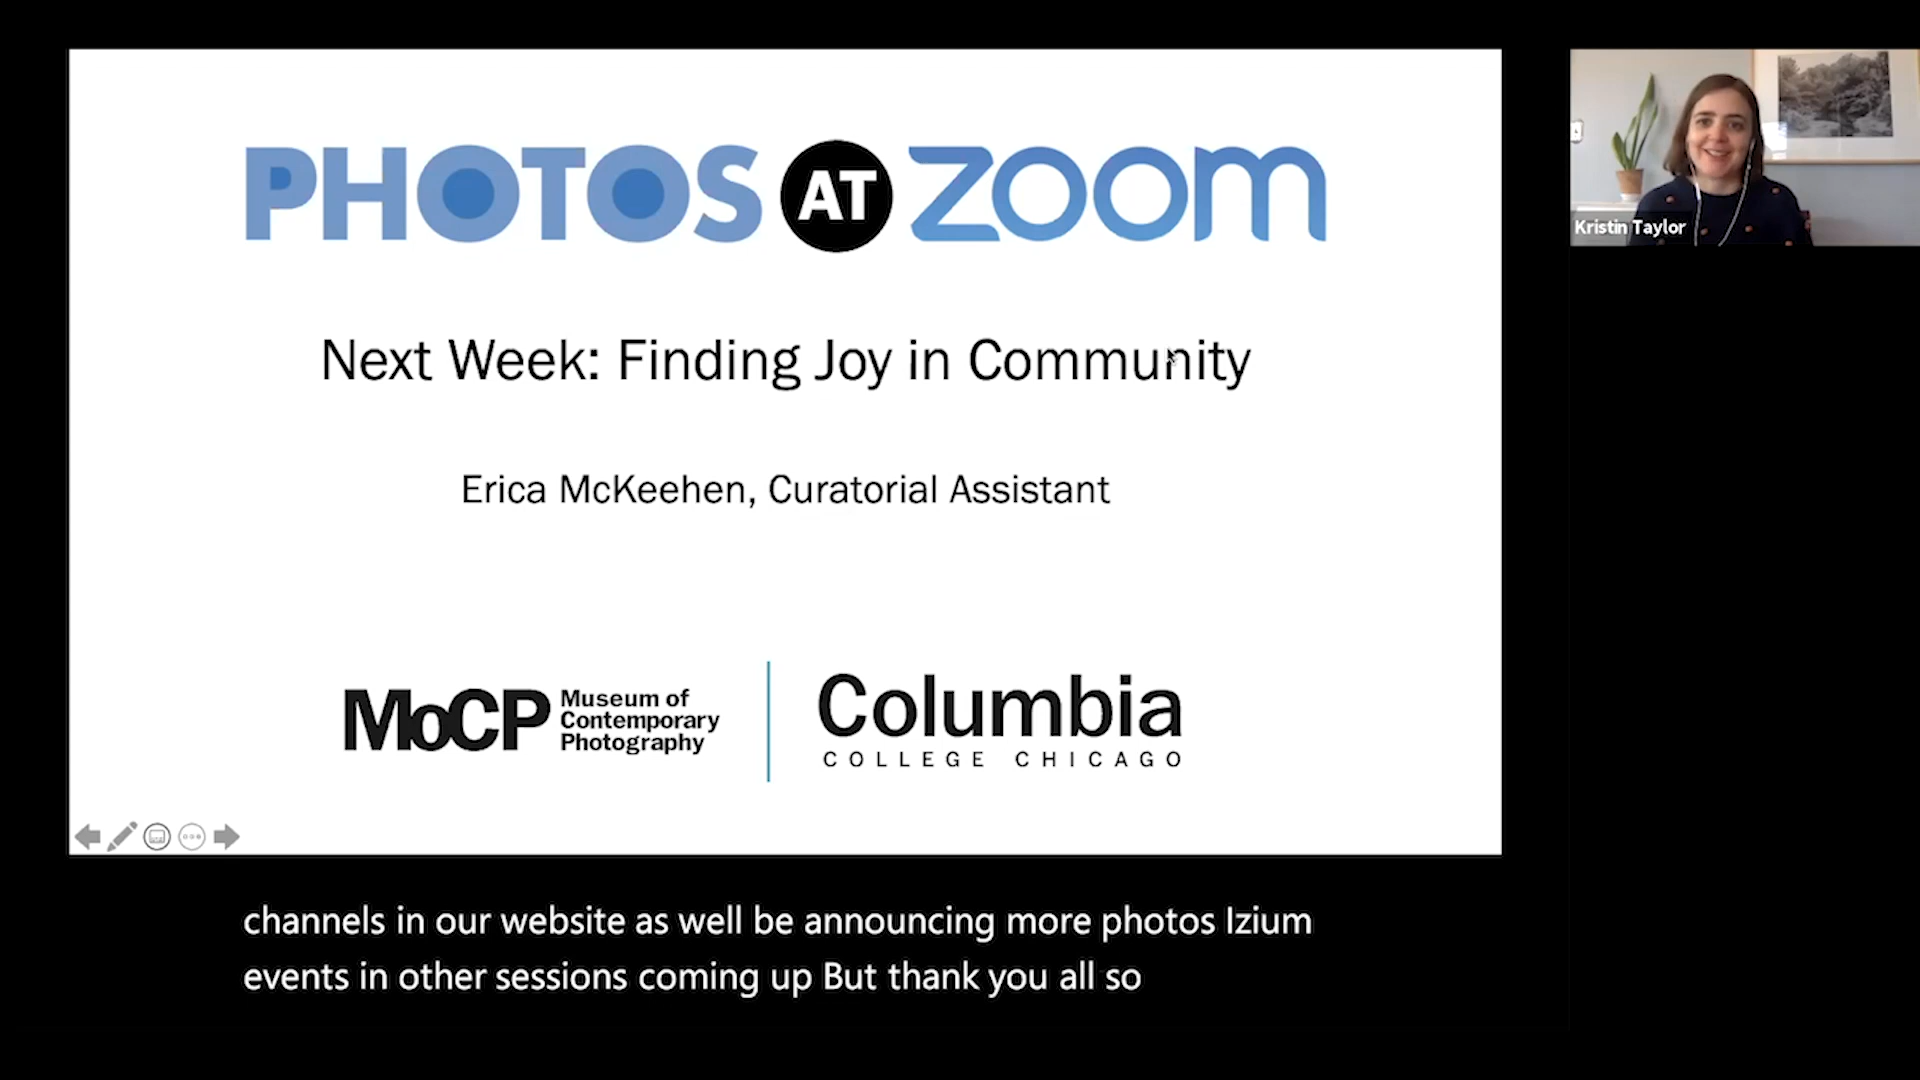 PHOTOS AT zoom
Next Week: Finding Joy in Community
Erica McKeehen, Curatorial Assistant
MoCP
Museum of
Contemporary
Photography
Columbia
COLLEGE CHICAGO
Kristin Taylor
channels in our website as well be announcing more photos Izium
events in other sessions coming up But thank you all so